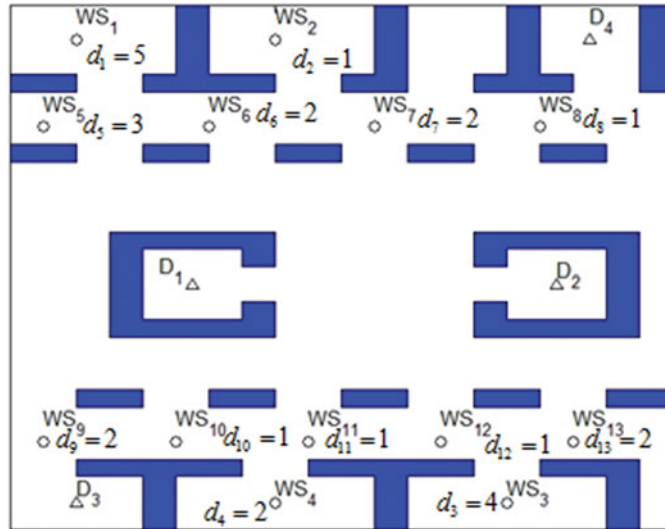 WS1 WS2 D4
d1 = 5 d2 = 1
WS5 d5 = 3 WS6 d6 = 2 WS7 d7 = 2 WS8 d8 = 1
D1 D2
WS9 WS10 WS11 WS12 WS13
d9 = 2 d10 = 1 d11 = 1 d12 = 1 d13 = 2
D3 d4 = 2 WS4 d3 = 4 WS3